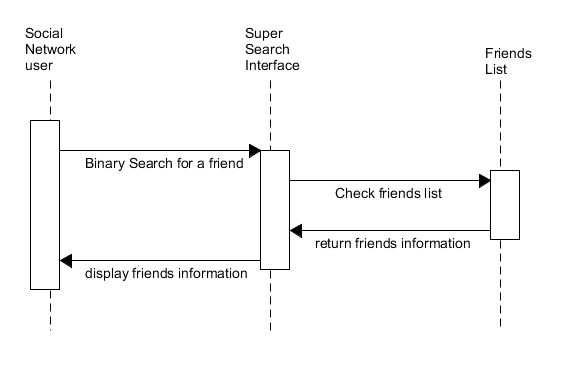 Social
Network
user
Super
Search
Interface
Friends
List
Binary Search for a friend
Check friends list
return friends information
display friends information